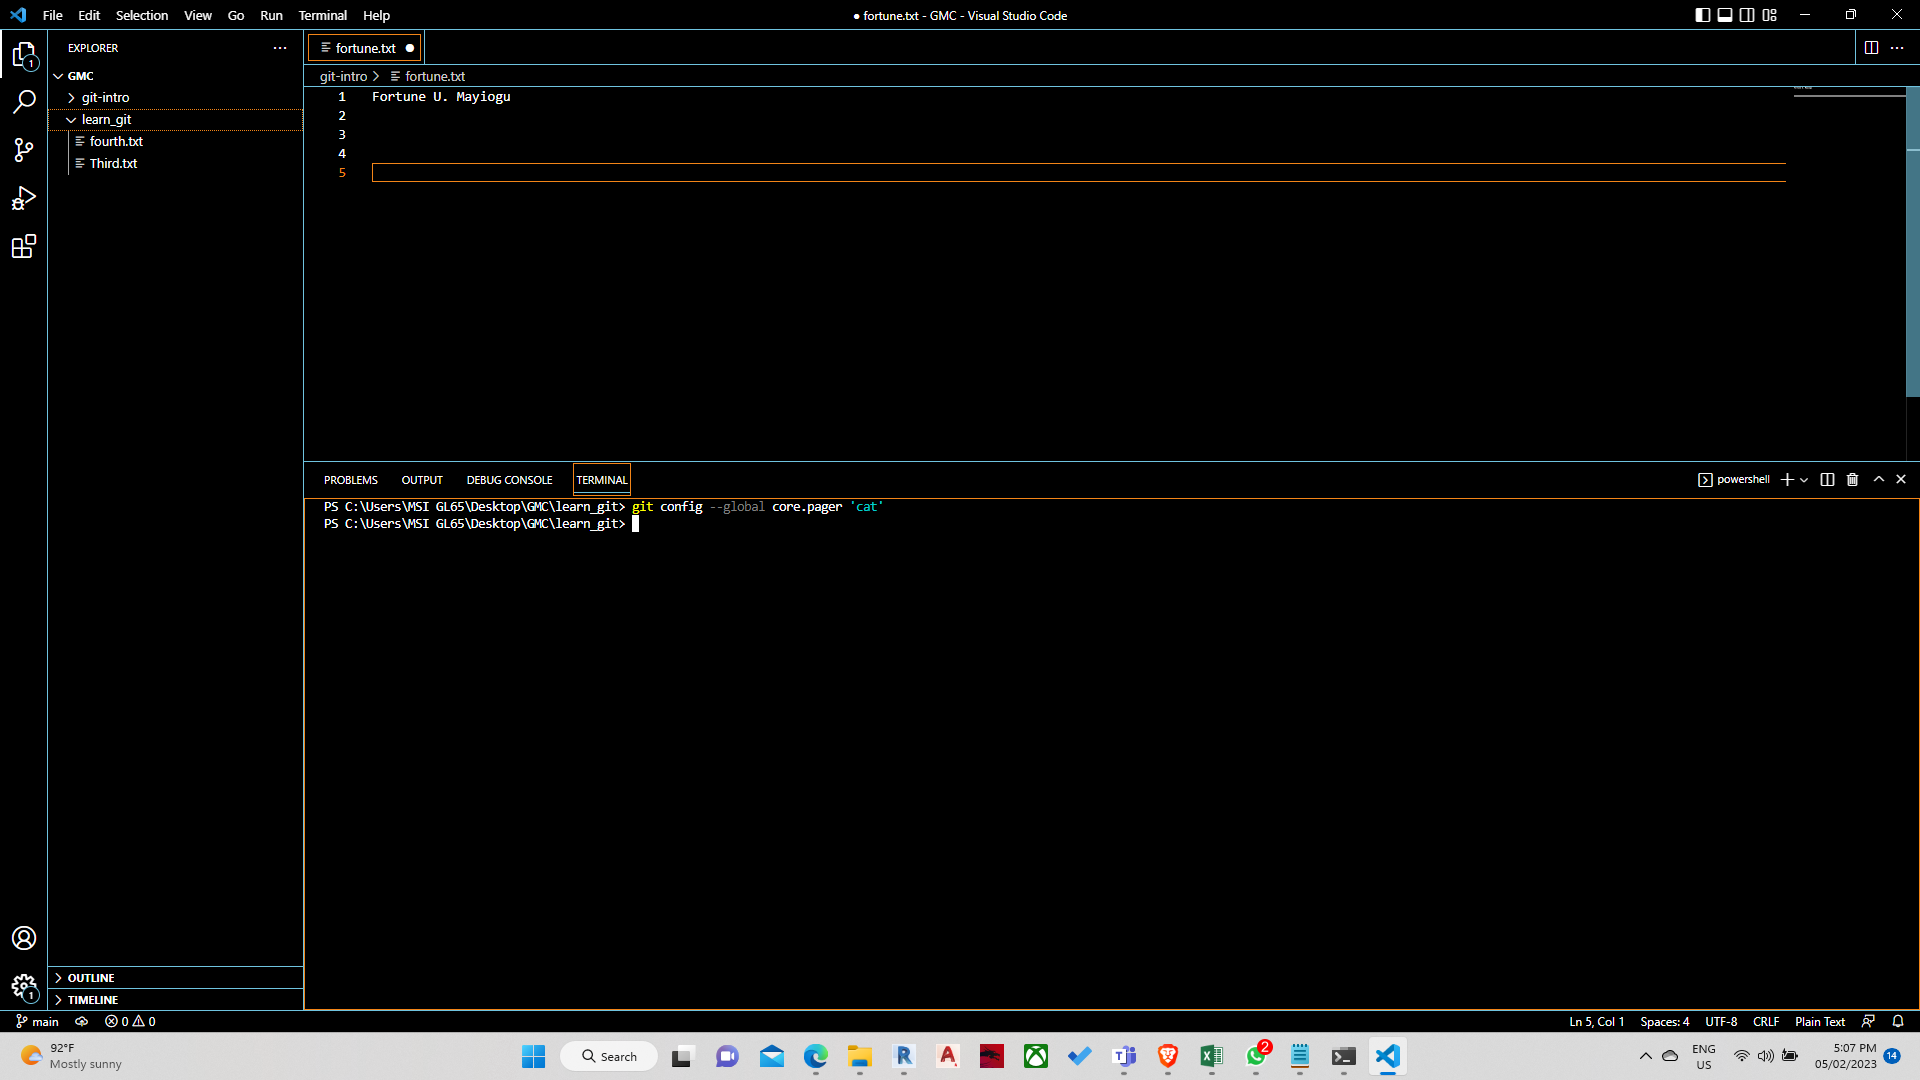 File Edit Selection View Go Run Terminal Help
● fortune.txt - GMC - Visual Studio Code
EXPLORER
GMC
git-intro
learn_git
fourth.txt
Third.txt
OUTLINE
TIMELINE
1
1
fortune.txt
git-intro > fortune.txt
1 Fortune U. Mayiogu
2
3
4
5
PROBLEMS OUTPUT DEBUG CONSOLE TERMINAL
powershell
PS C:\Users\MSI GL65\Desktop\GMC\learn_git> git config --global core.pager 'cat'
PS C:\Users\MSI GL65\Desktop\GMC\learn_git>
main 0 0
Ln 5, Col 1 Spaces: 4 UTF-8 CRLF Plain Text
92°F
Mostly sunny
Search
2
ENG
US
5:07 PM
05/02/2023
14